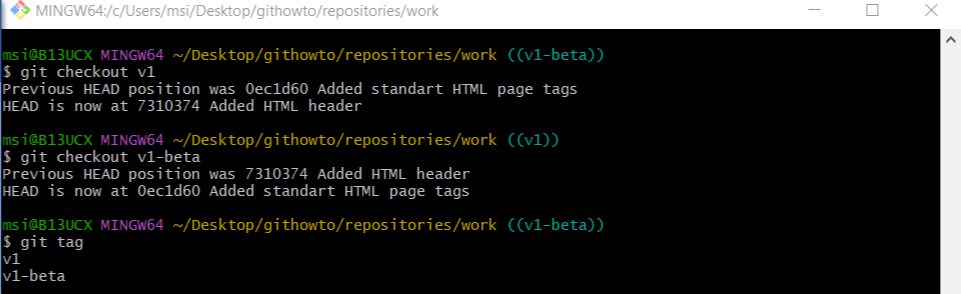 MINGW64:/c/Users/msi/Desktop/githowto/repositories/work
msi@B13UCX MINGW64 ~/Desktop/githowto/repositories/work ((v1-beta))
$ git checkout v1
Previous HEAD position was 0ec1d60 Added standart HTML page tags
HEAD is now at 7310374 Added HTML header
msi@B13UCX MINGW64 ~/Desktop/githowto/repositories/work ((v1))
$ git checkout v1-beta
Previous HEAD position was 7310374 Added HTML header
HEAD is now at 0ec1d60 Added standart HTML page tags
msi@B13UCX MINGW64 ~/Desktop/githowto/repositories/work ((v1-beta))
$ git tag
v1
v1-beta